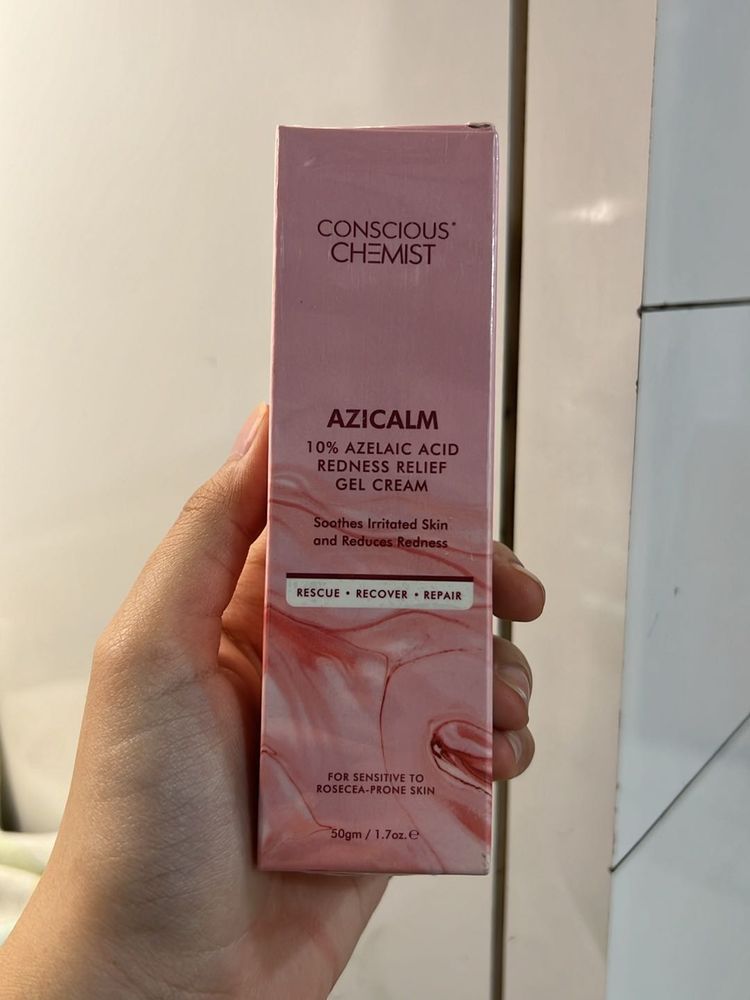 CONSCIOUS*
CHEMIST
AZICALM
10% AZELAIC ACID
REDNESS RELIEF
GEL CREAM
Soothes Irritated Skin
and Reduces Redness
RESCUE • RECOVER • REPAIR
FOR SENSITIVE TO
ROSECEA-PRONE SKIN
50gm / 1.7oz. ℮